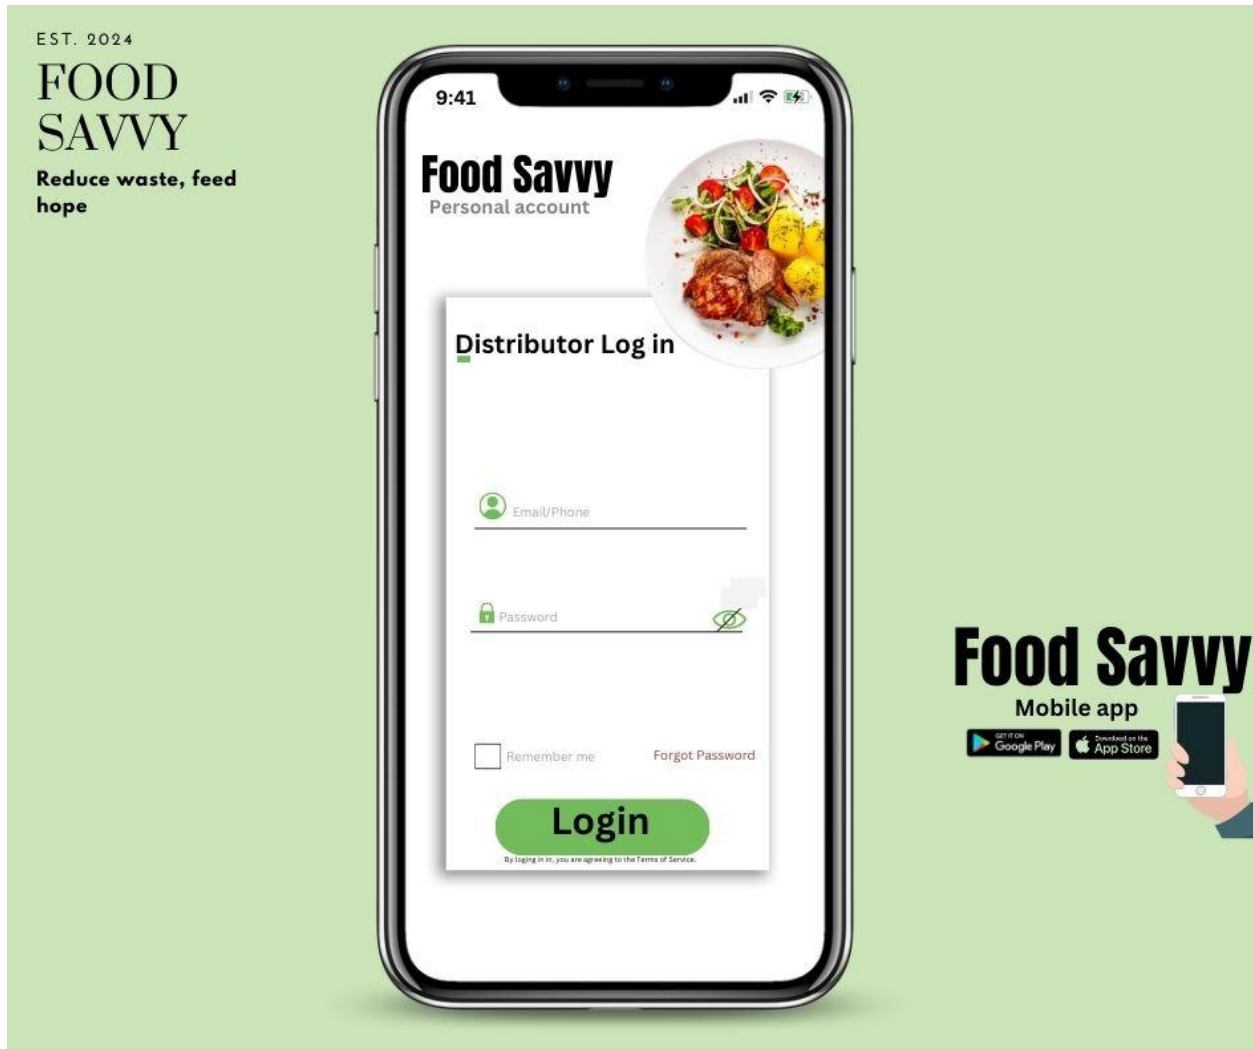 EST. 2024
FOOD
SAVVY
Reduce waste, feed
hope
9:41
Food Savvy
Personal account
Distributor Log in
Email/Phone
Password
Remember me
Forgot Password
Login
By loging in in, you are agreeing to the Terms of Service.
Food Savvy
Mobile app
GET IT ON
Google Play
Download on the
App Store